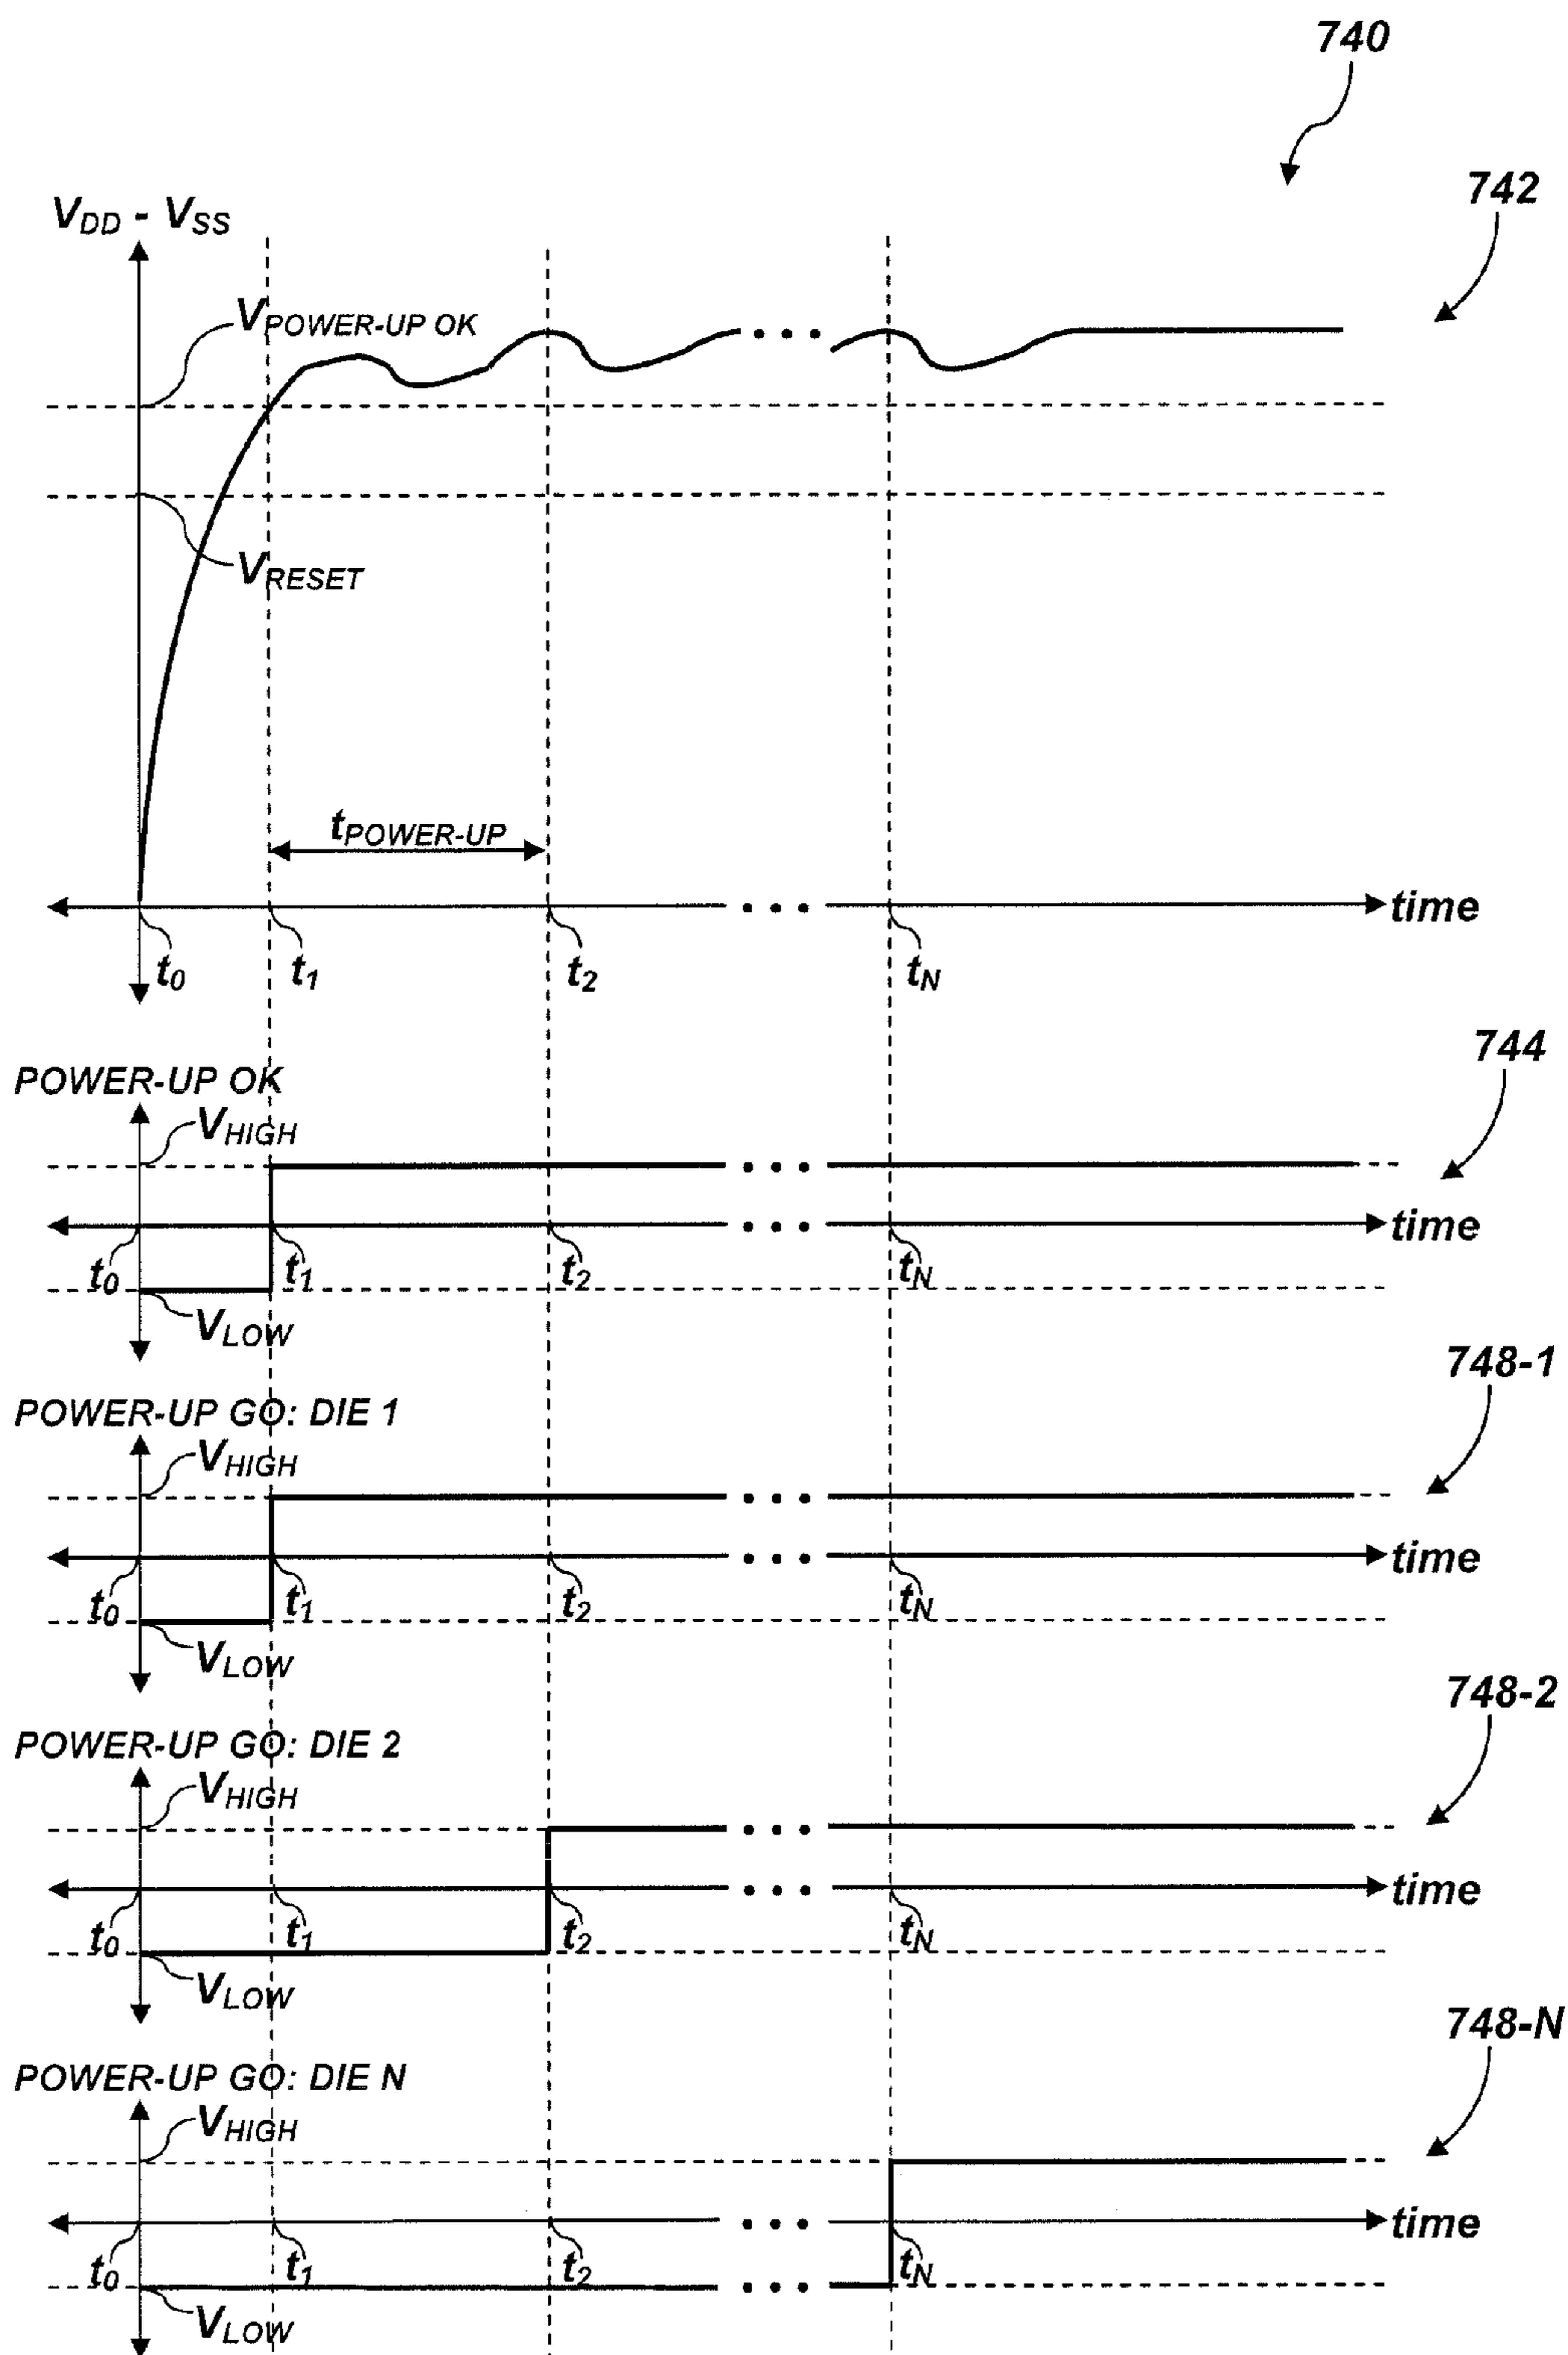 740
742
VDD - VSS
VPOWER-UP OK
VRESET
tPOWER-UP
time
t0 t1 t2 tN
744
POWER-UP OK
VHIGH
time
t0 t1 t2 tN
VLOW
748-1
POWER-UP GO: DIE 1
VHIGH
time
t0 t1 t2 tN
VLOW
748-2
POWER-UP GO: DIE 2
VHIGH
time
t0 t1 t2 tN
VLOW
748-N
POWER-UP GO: DIE N
VHIGH
time
t0 t1 t2 tN
VLOW